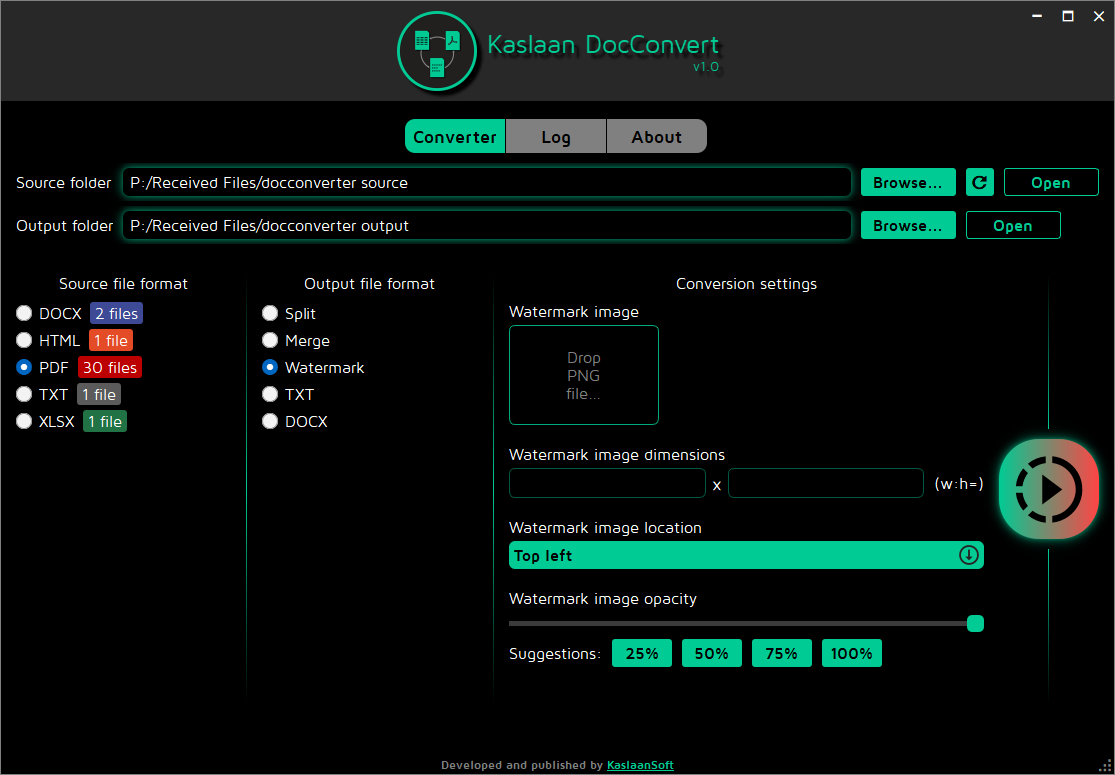 Kaslaan DocConvert
v1.0
Converter Log About
Source folder P:/Received Files/docconverter source Browse... Open
Output folder P:/Received Files/docconverter output Browse... Open
Source file format
DOCX 2 files
HTML 1 file
PDF 30 files
TXT 1 file
XLSX 1 file
Output file format
Split
Merge
Watermark
TXT
DOCX
Conversion settings
Watermark image
Drop
PNG
file...
Watermark image dimensions
x (w:h=)
Watermark image location
Top left
Watermark image opacity
Suggestions: 25% 50% 75% 100%
Developed and published by KaslaanSoft